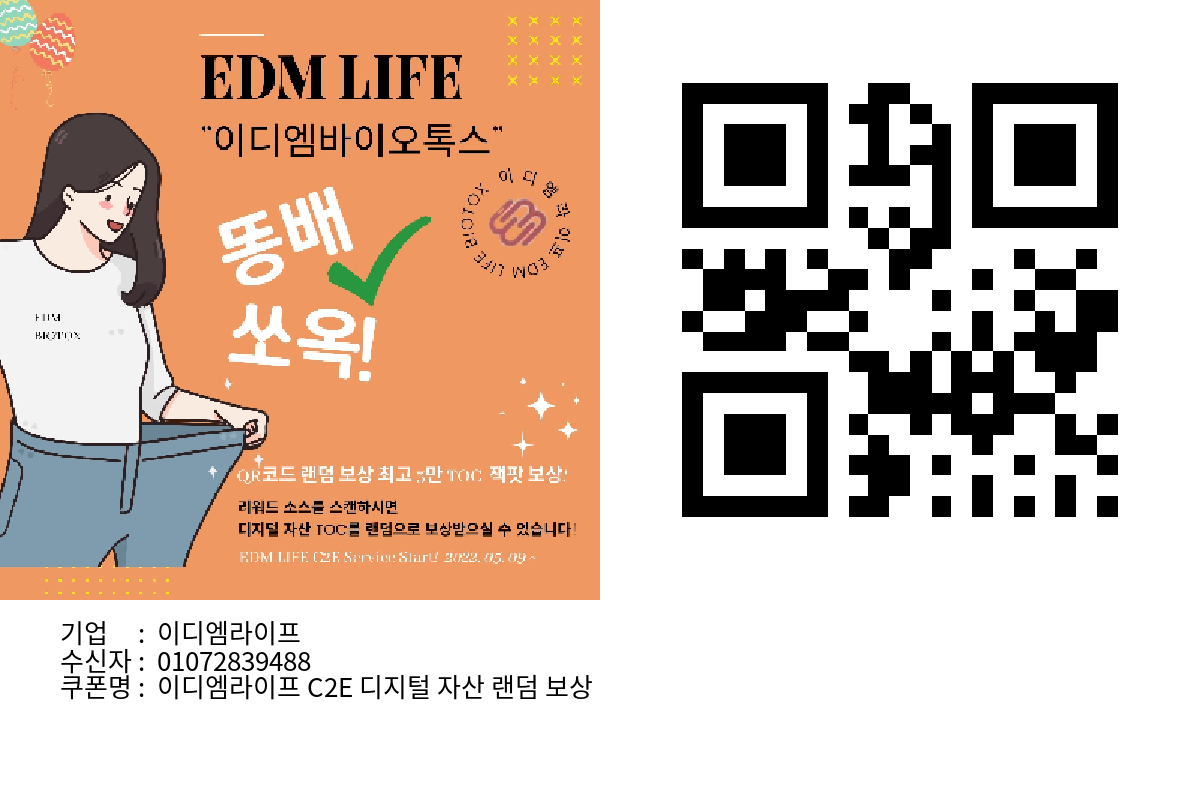 EDM LIFE
"이디엠바이오톡스"
이디엠라이프 EDM LIFE BIOTOX
똥배
쏘옥!
EDM
BIOTOX
QR코드 랜덤 보상 최고 5만 TOC 잭팟 보상!
리워드 소스를 스캔하시면
디지털 자산 TOC를 랜덤으로 보상받으실 수 있습니다!
EDM LIFE C2E Service Start! 2022. 05. 09 ~
기업 : 이디엠라이프
수신자 : 01072839488
쿠폰명 : 이디엠라이프 C2E 디지털 자산 랜덤 보상